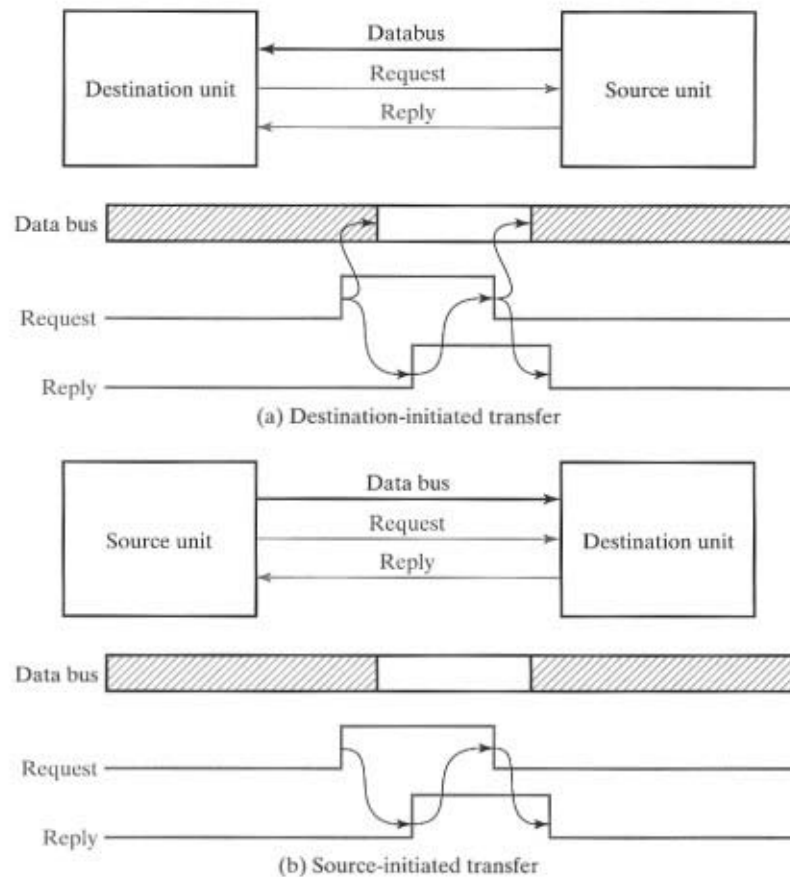 Databus
Destination unit
Request
Source unit
Reply
Data bus
Request
Reply
(a) Destination-initiated transfer
Data bus
Source unit
Request
Destination unit
Reply
Data bus
Request
Reply
(b) Source-initiated transfer